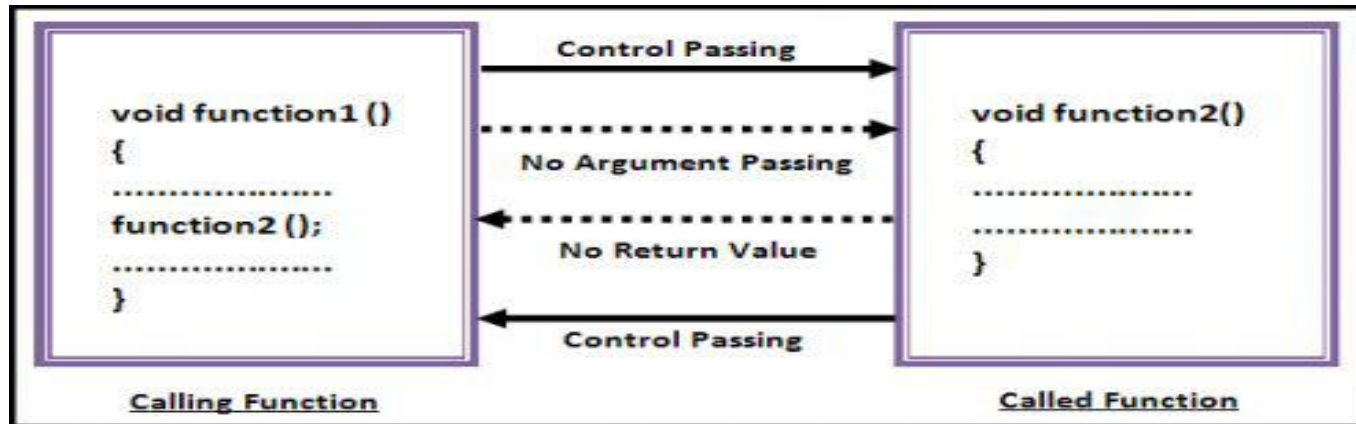 void function1 ()
{
.....................
function2 ();
.....................
}
Calling Function
Control Passing
No Argument Passing
No Return Value
Control Passing
void function2()
{
.....................
.....................
}
Called Function